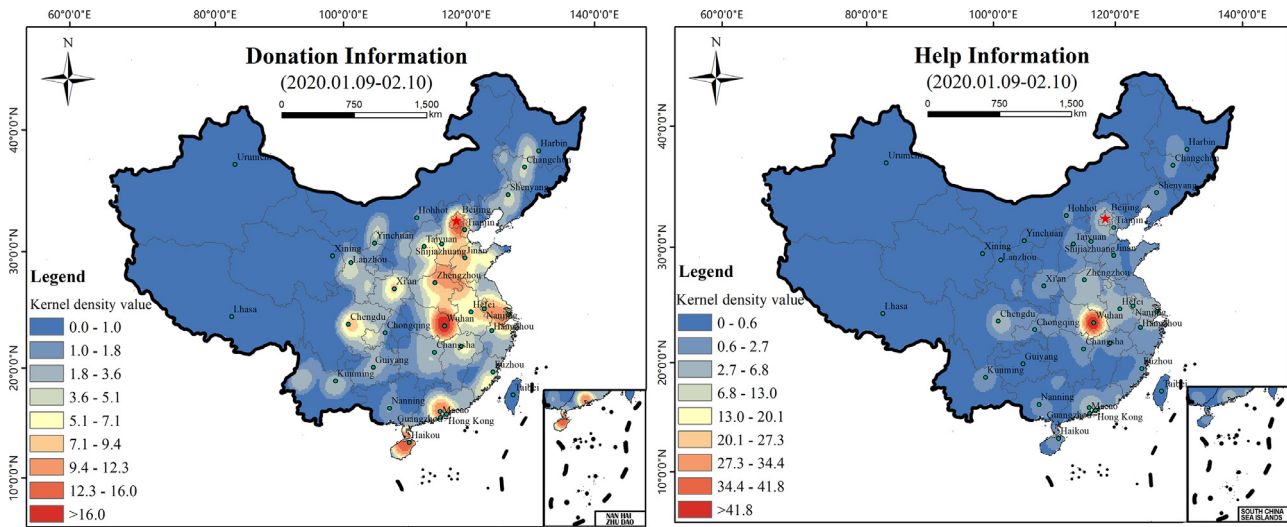 60°0'0"E 80°0'0"E 100°0'0"E 120°0'0"E 140°0'0"E
N
Donation Information
(2020.01.09-02.10)
0 750 1,500
km
40°0'0"N
30°0'0"N
20°0'0"N
10°0'0"N
Harbin
Changchun
Urumchi
Shenyang
Hohhot
Beijing
Tianjin
Yinchuan
Taiyuan
Xining
Shijiazhuang
Jinan
Lanzhou
Xi'an
Zhengzhou
Hefei
Lhasa
Nanjing
Chengdu
Wuhan
Chongqing
Hangzhou
Changsha
Guiyang
Fuzhou
Kunming
Taibei
Nanning
Macao
Guangzhou
Hong Kong
Haikou
Legend
Kernel density value
0.0 - 1.0
1.0 - 1.8
1.8 - 3.6
3.6 - 5.1
5.1 - 7.1
7.1 - 9.4
9.4 - 12.3
12.3 - 16.0
>16.0
NAN HAI
ZHU DAO
60°0'0"E 80°0'0"E 100°0'0"E 120°0'0"E 140°0'0"E
N
Help Information
(2020.01.09-02.10)
0 750 1,500
km
40°0'0"N
30°0'0"N
20°0'0"N
10°0'0"N
Harbin
Changchun
Urumchi
Shenyang
Hohhot
Beijing
Tianjin
Yinchuan
Taiyuan
Xining
Shijiazhuang
Jinan
Lanzhou
Xi'an
Zhengzhou
Hefei
Lhasa
Nanjing
Chengdu
Wuhan
Chongqing
Hangzhou
Changsha
Guiyang
Fuzhou
Kunming
Taibei
Nanning
Macao
Guangzhou
Hong Kong
Haikou
Legend
Kernel density value
0 - 0.6
0.6 - 2.7
2.7 - 6.8
6.8 - 13.0
13.0 - 20.1
20.1 - 27.3
27.3 - 34.4
34.4 - 41.8
>41.8
SOUTH CHINA
SEA ISLANDS